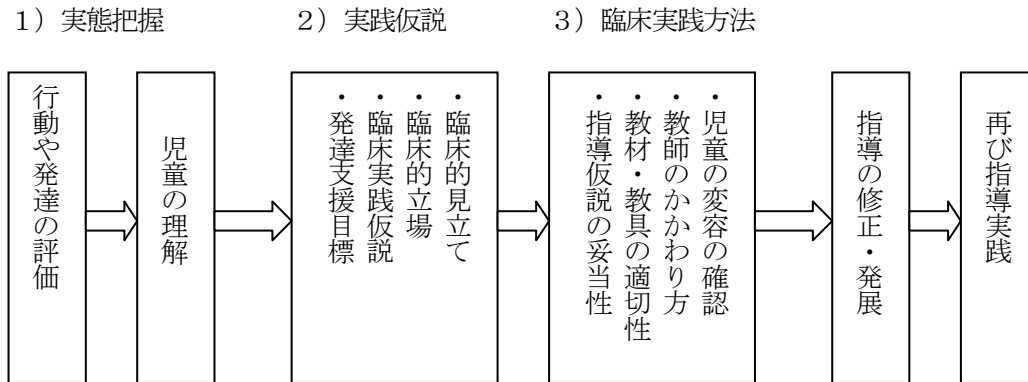 1）実態把握
2）実践仮説
3）臨床実践方法
行動や発達の評価
児童の理解
・臨床的見立て
・臨床的立場
・臨床実践仮説
・発達支援目標
・児童の変容の確認
・教師のかかわり方
・教材・教具の適切性
・指導仮説の妥当性
指導の修正・発展
再び指導実践